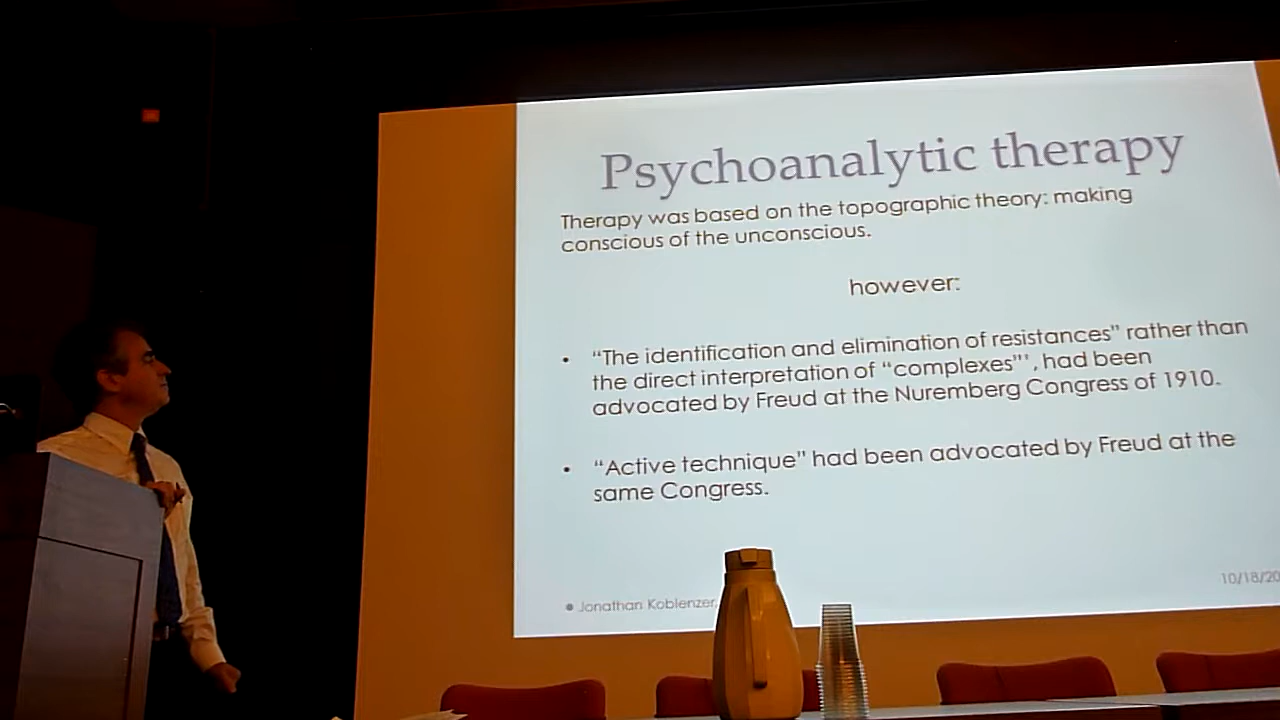 Psychoanalytic therapy
Therapy was based on the topographic theory: making
conscious of the unconscious.
however:
• “The identification and elimination of resistances” rather than
the direct interpretation of “complexes”’, had been
advocated by Freud at the Nuremberg Congress of 1910.
• “Active technique” had been advocated by Freud at the
same Congress.
10/18/20
• Jonathan Koblenzer,